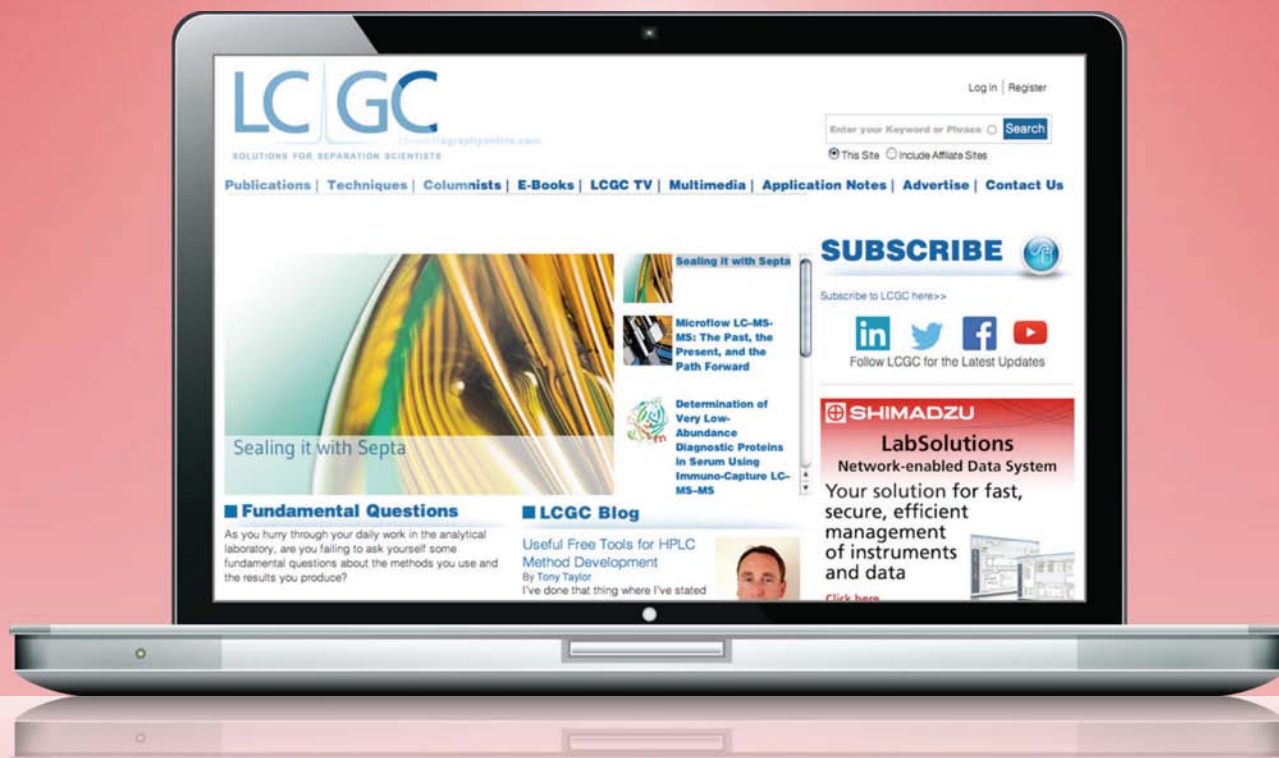 LC GC
chromatographyonline.com
SOLUTIONS FOR SEPARATION SCIENTISTS
Log in | Register
Enter your Keyword or Phrase Search
This Site Include Affiliate Sites
Publications | Techniques | Columnists | E-Books | LCGC TV | Multimedia | Application Notes | Advertise | Contact Us
Sealing it with Septa
Sealing it with Septa
Microflow LC–MS-
MS: The Past, the
Present, and the
Path Forward
Determination of
Very Low-
Abundance
Diagnostic Proteins
in Serum Using
Immuno-Capture LC–
MS–MS
SUBSCRIBE
Subscribe to LCGC here>>
in f
Follow LCGC for the Latest Updates
SHIMADZU
LabSolutions
Network-enabled Data System
Your solution for fast,
secure, efficient
management
of instruments
and data
Click here
Fundamental Questions
As you hurry through your daily work in the analytical
laboratory, are you failing to ask yourself some
fundamental questions about the methods you use and
the results you produce?
LCGC Blog
Useful Free Tools for HPLC
Method Development
By Tony Taylor
I've done that thing where I've stated